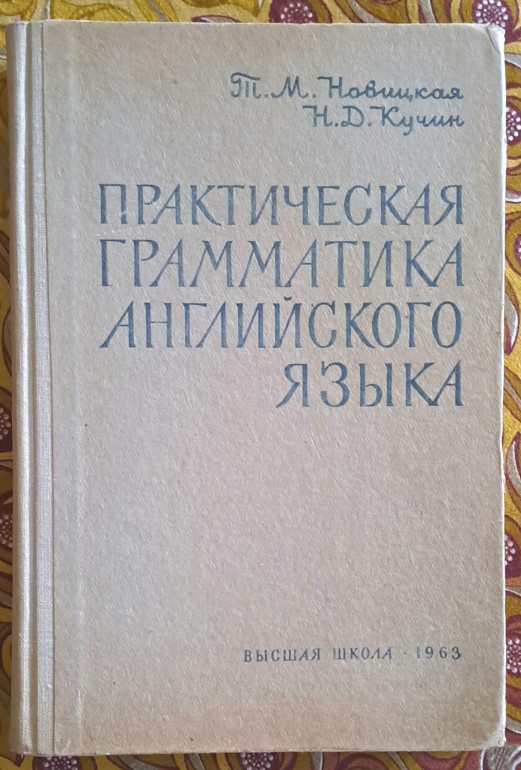 Т. М. Новицкая
Н. Д. Кучин
ПРАКТИЧЕСКАЯ
ГРАММАТИКА
АНГЛИЙСКОГО
ЯЗЫКА
ВЫСШАЯ ШКОЛА · 1963